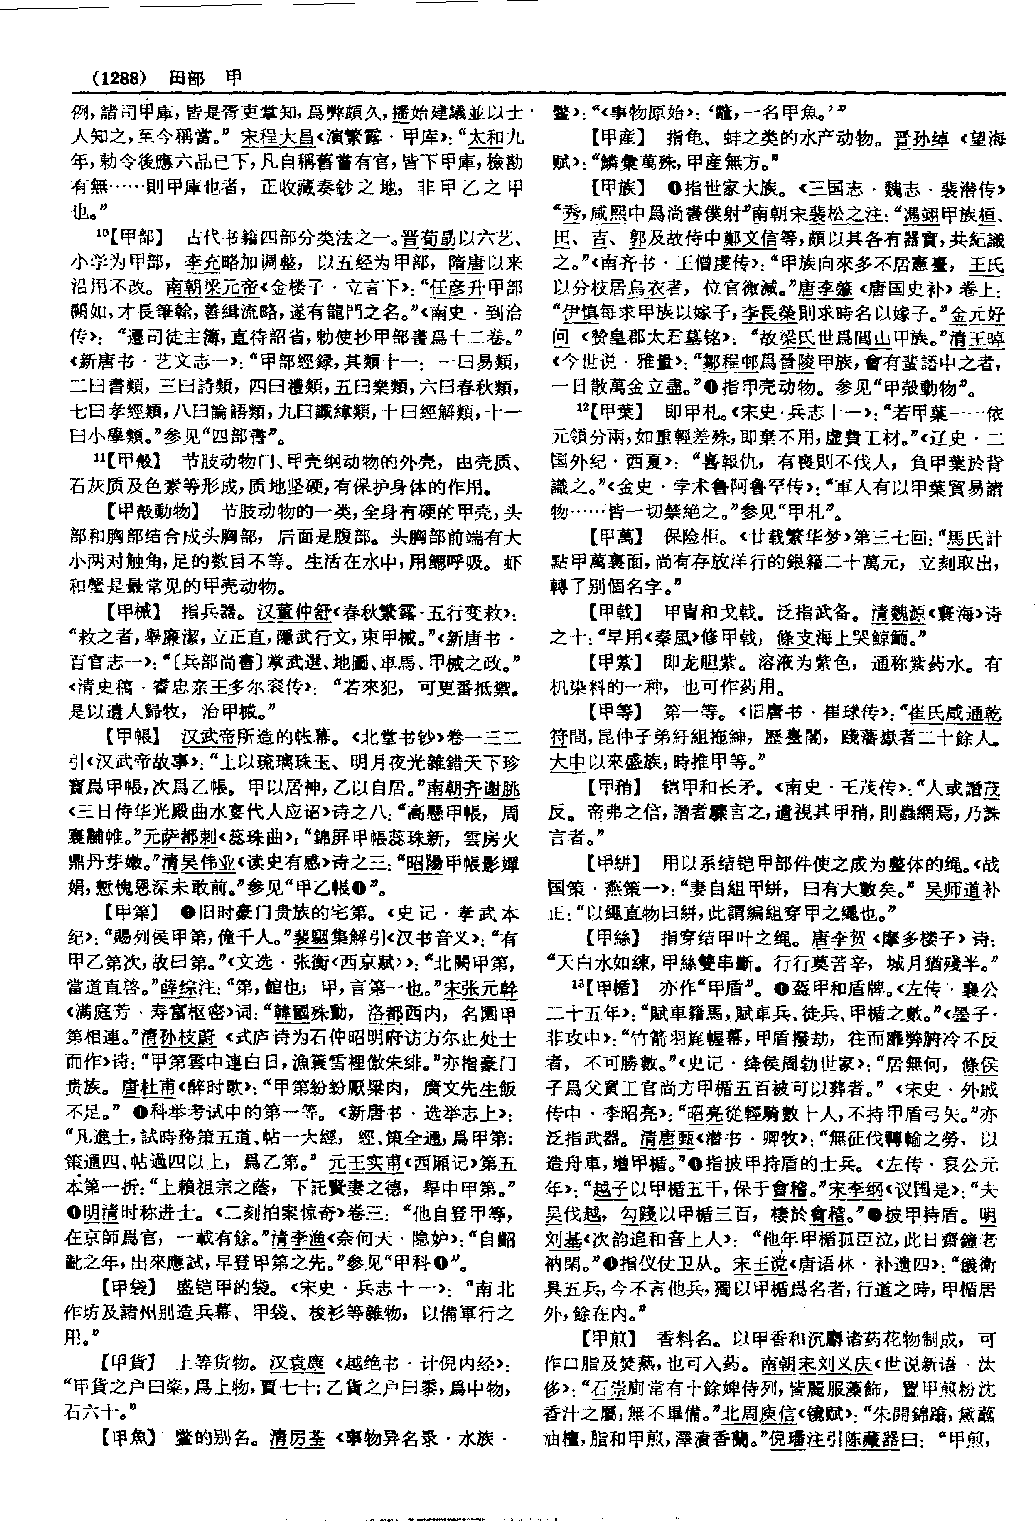 (1288) 田部 甲
例，諸司甲庫，皆是胥吏掌知，爲弊頗久，播始建議並以士
人知之，至今稱當。”宋程大昌《演繁露·甲库》：“太和九
年，勅令後應六品已下，凡自稱舊嘗有官，皆下甲庫，檢勘
有無……則甲庫也者，正收藏奏鈔之地，非甲乙之甲
也。”
10【甲部】 古代书籍四部分类法之一。晋荀勗以六艺、
小学为甲部，李充略加调整，以五经为甲部，隋唐以来
沿用不改。南朝梁元帝《金楼子·立言下》：“任彦升甲部
闕如，才長筆翰，善緝流略，遂有龍門之名。”《南史·到洽
传》：“遷司徒主簿，直待詔省，勅使抄甲部書爲十二卷。”
《新唐书·艺文志一》：“甲部經錄，其類十一：一曰易類，
二曰書類，三曰詩類，四曰禮類，五曰樂類，六曰春秋類，
七曰孝經類，八曰論語類，九曰讖緯類，十曰經解類，十一
曰小學類。”参见“四部書”。
11【甲殻】 节肢动物门、甲壳纲动物的外壳，由壳质、
石灰质及色素等形成，质地坚硬，有保护身体的作用。
【甲殻動物】 节肢动物的一类，全身有硬的甲壳，头
部和胸部结合成头胸部，后面是腹部。头胸部前端有大
小两对触角，足的数目不等。生活在水中，用鳃呼吸。虾
和蟹是最常见的甲壳动物。
【甲械】 指兵器。汉董仲舒《春秋繁露·五行变救》：
“救之者，舉廉潔，立正直，隱武行文，束甲械。”《新唐书·
百官志一》：“〔兵部尚書〕掌武選、地圖、車馬、甲械之政。”
《清史稿·睿忠亲王多尔衮传》：“若來犯，可更番抵禦。
是以遣人歸牧，治甲械。”
【甲帳】 汉武帝所造的帐幕。《北堂书钞》卷一三二
引《汉武帝故事》：“上以琉璃珠玉、明月夜光雜錯天下珍
寶爲甲帳，次爲乙帳。甲以居神，乙以自居。”南朝齐谢朓
《三日侍华光殿曲水宴代人应诏》诗之八：“高懸甲帳，周
褰黼帷。”元萨都剌《蕊珠曲》：“錦屏甲帳蕊珠新，雲房火
鼎丹芽嫩。”清吴伟业《读史有感》诗之三：“昭陽甲帳影嬋
娟，慙愧恩深未敢前。”参见“甲乙帳❶”。
【甲第】 ❶旧时豪门贵族的宅第。《史记·孝武本
纪》：“賜列侯甲第，僮千人。”裴駰集解引《汉书音义》：“有
甲乙第次，故曰第。”《文选·张衡〈西京赋〉》：“北闕甲第，
當道直啓。”薛综注：“第，館也；甲，言第一也。”宋张元幹
《满庭芳·寿富枢密》词：“韓國殊勳，洛都西内，名園甲
第相連。”清孙枝蔚《式庐诗为石仲昭明府访方尔止处士
而作》诗：“甲第雲中連白日，漁簑雪裡傲朱緋。”亦指豪门
贵族。唐杜甫《醉时歌》：“甲第紛紛厭粱肉，廣文先生飯
不足。”❷科举考试中的第一等。《新唐书·选举志上》：
“凡進士，試時務策五道、帖一大經，經、策全通，爲甲第；
策通四、帖過四以上，爲乙第。”元王实甫《西厢记》第五
本第一折：“上賴祖宗之蔭，下託賢妻之德，舉中甲第。”
❸明清时称进士。《二刻拍案惊奇》卷三：“他自登甲等，
在京師爲官，一載有餘。”清李渔《奈何天·隐妒》：“自齠
齔之年，出來應試，早登甲第之先。”参见“甲科❶”。
【甲袋】 盛铠甲的袋。《宋史·兵志十一》：“南北
作坊及諸州别造兵幕、甲袋、梭衫等雜物，以備軍行之
用。”
【甲貨】 上等货物。汉袁康《越绝书·计倪内经》：
“甲貨之户曰粢，爲上物，賈七十；乙貨之户曰黍，爲中物，
石六十。”
【甲魚】 鳖的别名。清厉荃《事物异名录·水族·
鳖》：“《事物原始》：‘鼈，一名甲魚。’”
【甲産】 指龟、蚌之类的水产动物。晋孙绰《望海
赋》：“鱗彙萬殊，甲産無方。”
【甲族】 ❶指世家大族。《三国志·魏志·裴潜传》
“秀，咸熙中爲尚書僕射”南朝宋裴松之注：“馮翊甲族桓、
田、吉、郭及故侍中鄭文信等，頗以其各有器實，共紀識
之。”《南齐书·王僧虔传》：“甲族向來多不居憲臺，王氏
以分枝居烏衣者，位官微減。”唐李肇《唐国史补》卷上：
“伊慎每求甲族以嫁子，李長榮則求時名以嫁子。”金元好
问《赞皇郡太君墓铭》：“故梁氏世爲閭山甲族。”清王晫
《今世说·雅量》：“鄒程邨爲晉陵甲族，會有蜚語中之者，
一日散萬金立盡。”❷指甲壳动物。参见“甲殻動物”。
12【甲葉】 即甲札。《宋史·兵志十一》：“若甲葉……依
元領分兩，如重輕差殊，即棄不用，虚費工材。”《辽史·二
国外纪·西夏》：“喜報仇，有喪則不伐人，負甲葉於背
識之。”《金史·孛术鲁阿鲁罕传》：“軍人有以甲葉貿易諸
物……皆一切禁絶之。”参见“甲札”。
【甲萬】 保险柜。《廿载繁华梦》第三七回：“馬氏計
點甲萬裏面，尚有存放洋行的銀籍二十萬元，立刻取出，
轉了别個名字。”
【甲戟】 甲冑和戈戟。泛指武备。清魏源《寰海》诗
之十：“早用《秦風》修甲戟，條支海上哭鯨鯢。”
【甲紫】 即龙胆紫。溶液为紫色，通称紫药水。有
机染料的一种，也可作药用。
【甲等】 第一等。《旧唐书·崔珙传》：“崔氏咸通乾
符間，昆仲子弟紆組拖紳，歷臺閣，踐藩嶽者二十餘人。
大中以來盛族，時推甲等。”
【甲矟】 铠甲和长矛。《南史·王茂传》：“人或譖茂
反。帝弗之信，譖者驟言之，遣視其甲矟，則蟲網焉，乃誅
言者。”
【甲絣】 用以系结铠甲部件使之成为整体的绳。《战
国策·燕策一》：“妻自組甲絣，曰有大數矣。”吴师道补
正：“以繩直物曰絣，此謂編組穿甲之繩也。”
【甲絲】 指穿结甲叶之绳。唐李贺《摩多楼子》诗：
“天白水如練，甲絲雙串斷。行行莫苦辛，城月猶殘半。”
13【甲楯】 亦作“甲盾”。❶盔甲和盾牌。《左传·襄公
二十五年》：“賦車籍馬，賦車兵、徒兵、甲楯之數。”《墨子·
非攻中》：“竹箭羽旄幄幕，甲盾撥劫，往而靡弊腑冷不反
者，不可勝數。”《史记·绛侯周勃世家》：“居無何，條侯
子爲父買工官尚方甲楯五百被可以葬者。”《宋史·外戚
传中·李昭亮》：“昭亮從輕騎數十人，不持甲盾弓矢。”亦
泛指武器。清唐甄《潜书·卿牧》：“無征伐轉輸之勞，以
造舟車，增甲楯。”❷指披甲持盾的士兵。《左传·哀公元
年》：“越子以甲楯五千，保于會稽。”宋李纲《议国是》：“夫
吴伐越，勾踐以甲楯三百，棲於會稽。”❸披甲持盾。明
刘基《次韵追和音上人》：“他年甲楯孤臣泣，此日齋鐘老
衲閑。”❹指仪仗卫从。宋王谠《唐语林·补遗四》：“儀衛
具五兵，今不言他兵，獨以甲楯爲名者，行道之時，甲楯居
外，餘在内。”
【甲煎】 香料名。以甲香和沉麝诸药花物制成，可
作口脂及焚爇，也可入药。南朝宋刘义庆《世说新语·汰
侈》：“石崇廁常有十餘婢侍列，皆麗服藻飾，置甲煎粉沈
香汁之屬，無不畢備。”北周庾信《镜赋》：“朱開錦蹹，黛蘸
油檀，脂和甲煎，澤漬香蘭。”倪璠注引陈藏器曰：“甲煎，